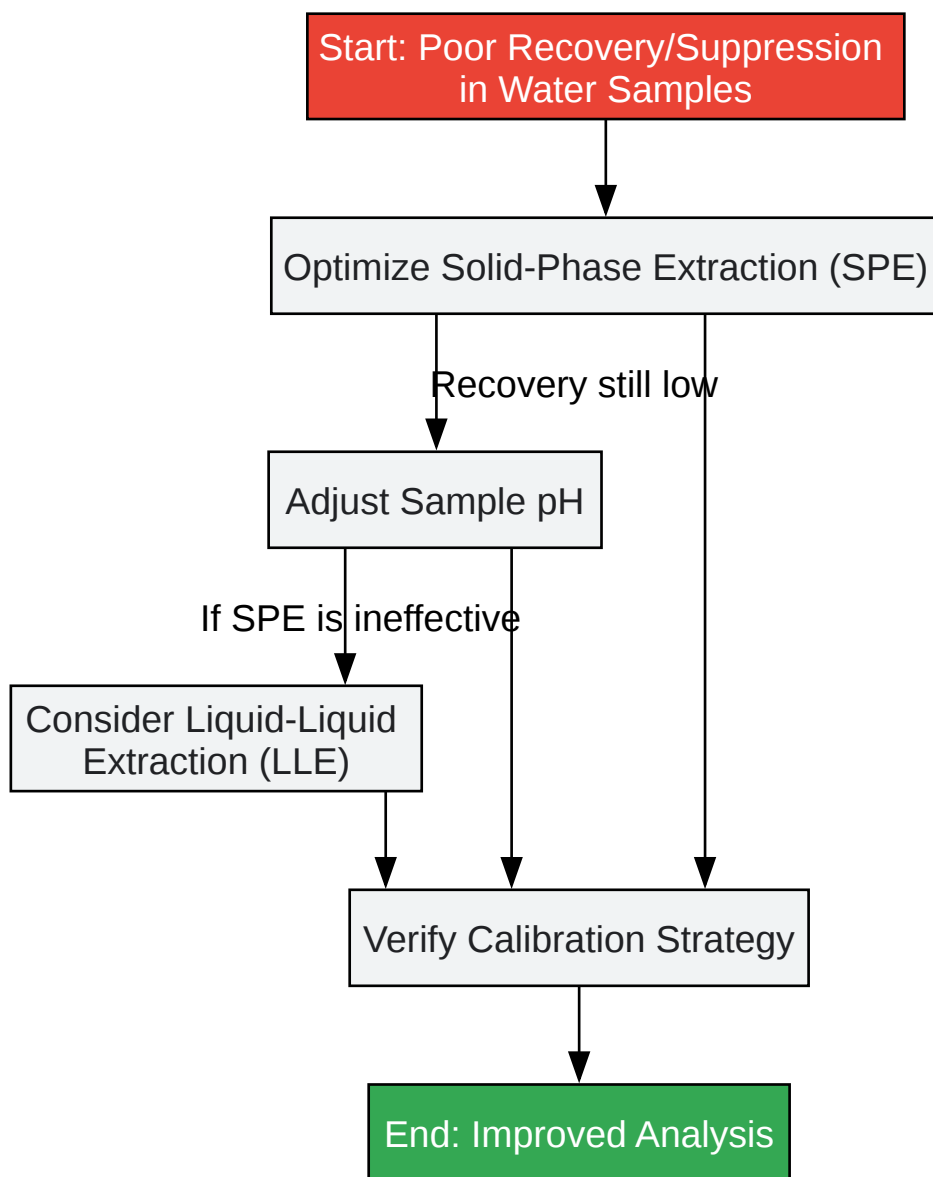 Start: Poor Recovery/Suppression
in Water Samples
Optimize Solid-Phase Extraction (SPE)
Recovery still low
Adjust Sample pH
If SPE is ineffective
Consider Liquid-Liquid
Extraction (LLE)
Verify Calibration Strategy
End: Improved Analysis